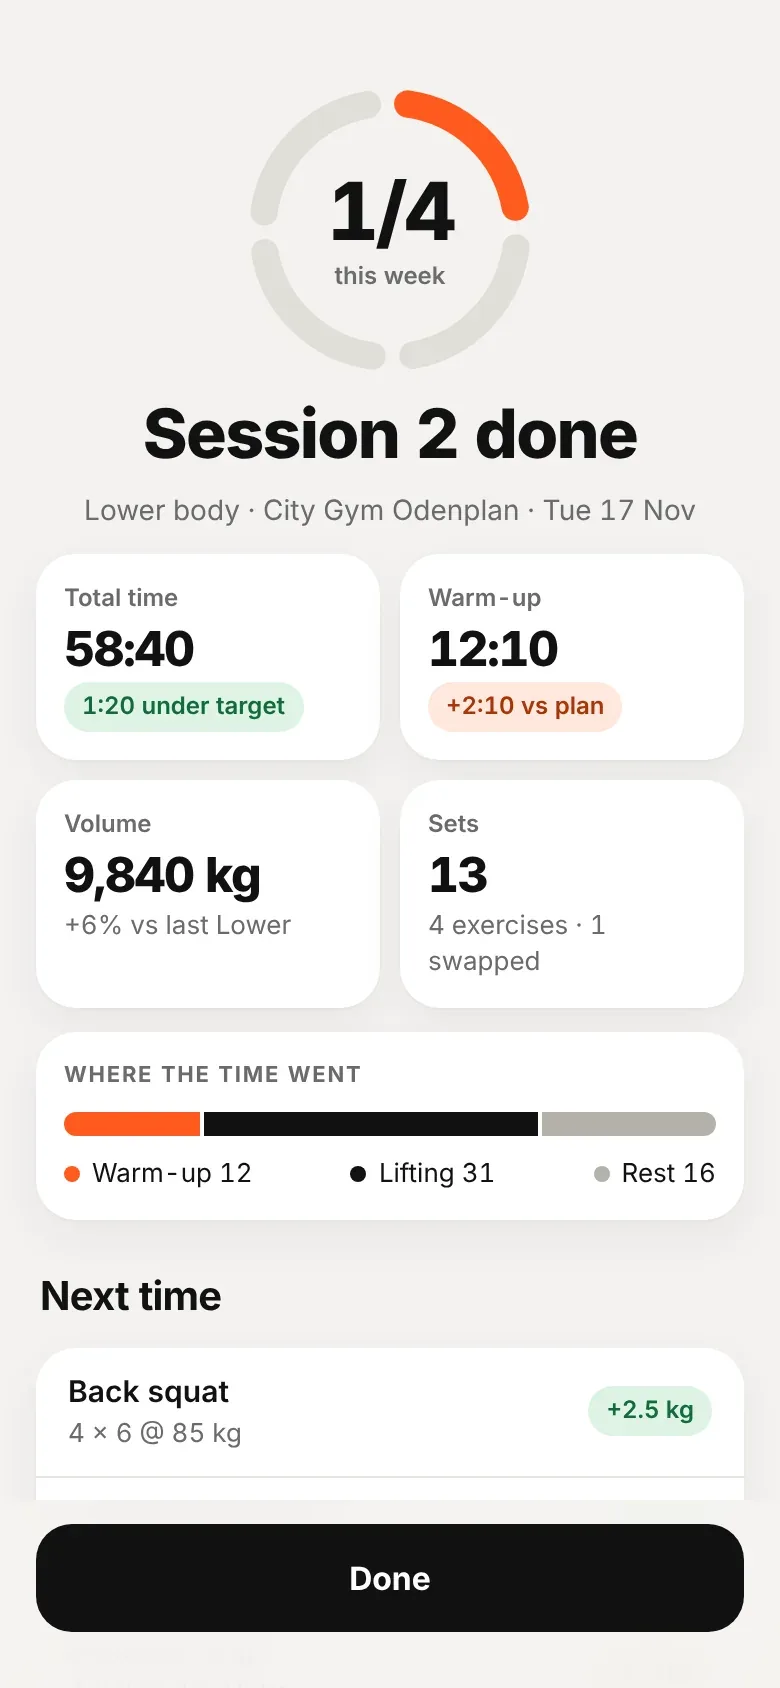 1/4
this week
Session 2 done
Lower body · City Gym Odenplan · Tue 17 Nov
Total time
58:40
1:20 under target
Warm-up
12:10
+2:10 vs plan
Volume
9,840 kg
+6% vs last Lower
Sets
13
4 exercises · 1
swapped
WHERE THE TIME WENT
Warm-up 12
Lifting 31
Rest 16
Next time
Back squat
4 × 6 @ 85 kg
+2.5 kg
Done